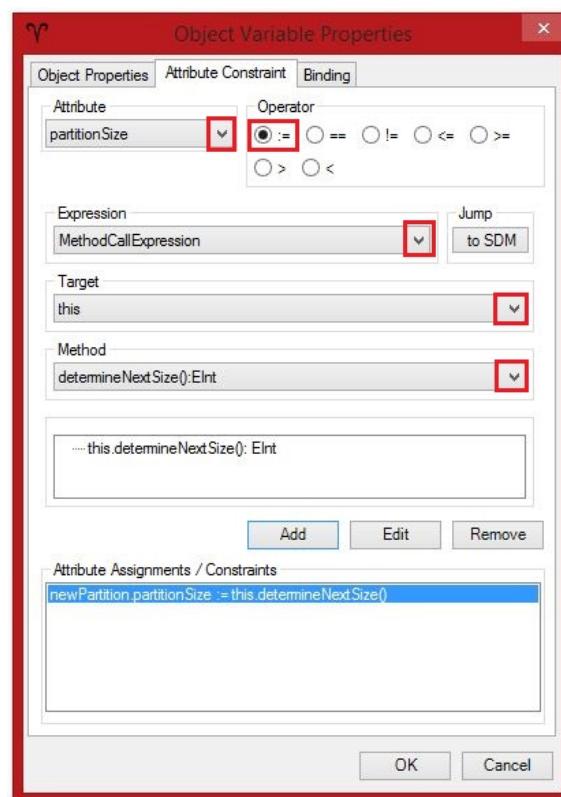 Object Variable Properties
Object Properties Attribute Constraint Binding
Attribute Operator
partitionSize := == != <= >=
> <
Expression Jump
MethodCallExpression to SDM
Target
this
Method
determineNextSize():EInt
this.determineNextSize(): EInt
Add Edit Remove
Attribute Assignments / Constraints
newPartition.partitionSize := this.determineNextSize()
OK Cancel